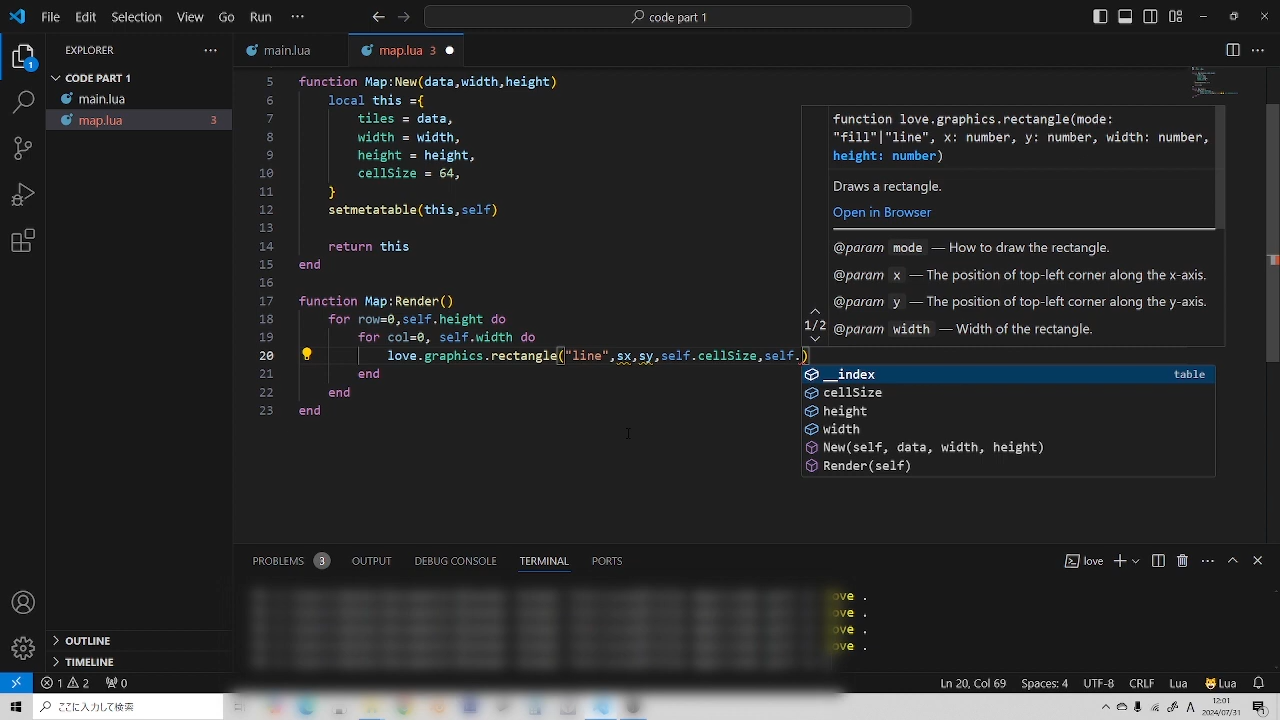 File Edit Selection View Go Run ···
code part 1
EXPLORER ···
CODE PART 1
main.lua
map.lua 3
OUTLINE
TIMELINE
1
main.lua
map.lua 3
5 function Map:New(data,width,height)
6 local this ={
7 tiles = data,
8 width = width,
9 height = height,
10 cellSize = 64,
11 }
12 setmetatable(this,self)
13
14 return this
15 end
16
17 function Map:Render()
18 for row=0,self.height do
19 for col=0, self.width do
20 love.graphics.rectangle("line",sx,sy,self.cellSize,self.)
21 end
22 end
23 end
function love.graphics.rectangle(mode:
"fill"|"line", x: number, y: number, width: number,
height: number)
Draws a rectangle.
Open in Browser
@param mode — How to draw the rectangle.
@param x — The position of top-left corner along the x-axis.
@param y — The position of top-left corner along the y-axis.
1/2
@param width — Width of the rectangle.
__index table
cellSize
height
width
New(self, data, width, height)
Render(self)
PROBLEMS 3 OUTPUT DEBUG CONSOLE TERMINAL PORTS
love
ove .
ove .
ove .
ove .
1 2 0
Ln 20, Col 69 Spaces: 4 UTF-8 CRLF Lua Lua
ここに入力して検索
12:01
2024/07/31